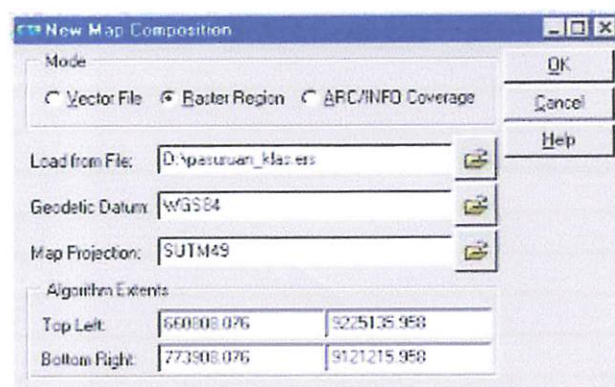 New Map Composition
Mode
Vector File Raster Region ARC/INFO Coverage
OK
Cancel
Help
Load from File: D:\pasuruan_klas.ers
Geodetic Datum: WGS84
Map Projection: SUTM49
Algorithm Extents
Top Left: 660808.076 9225135.958
Bottom Right: 773908.076 9121215.958